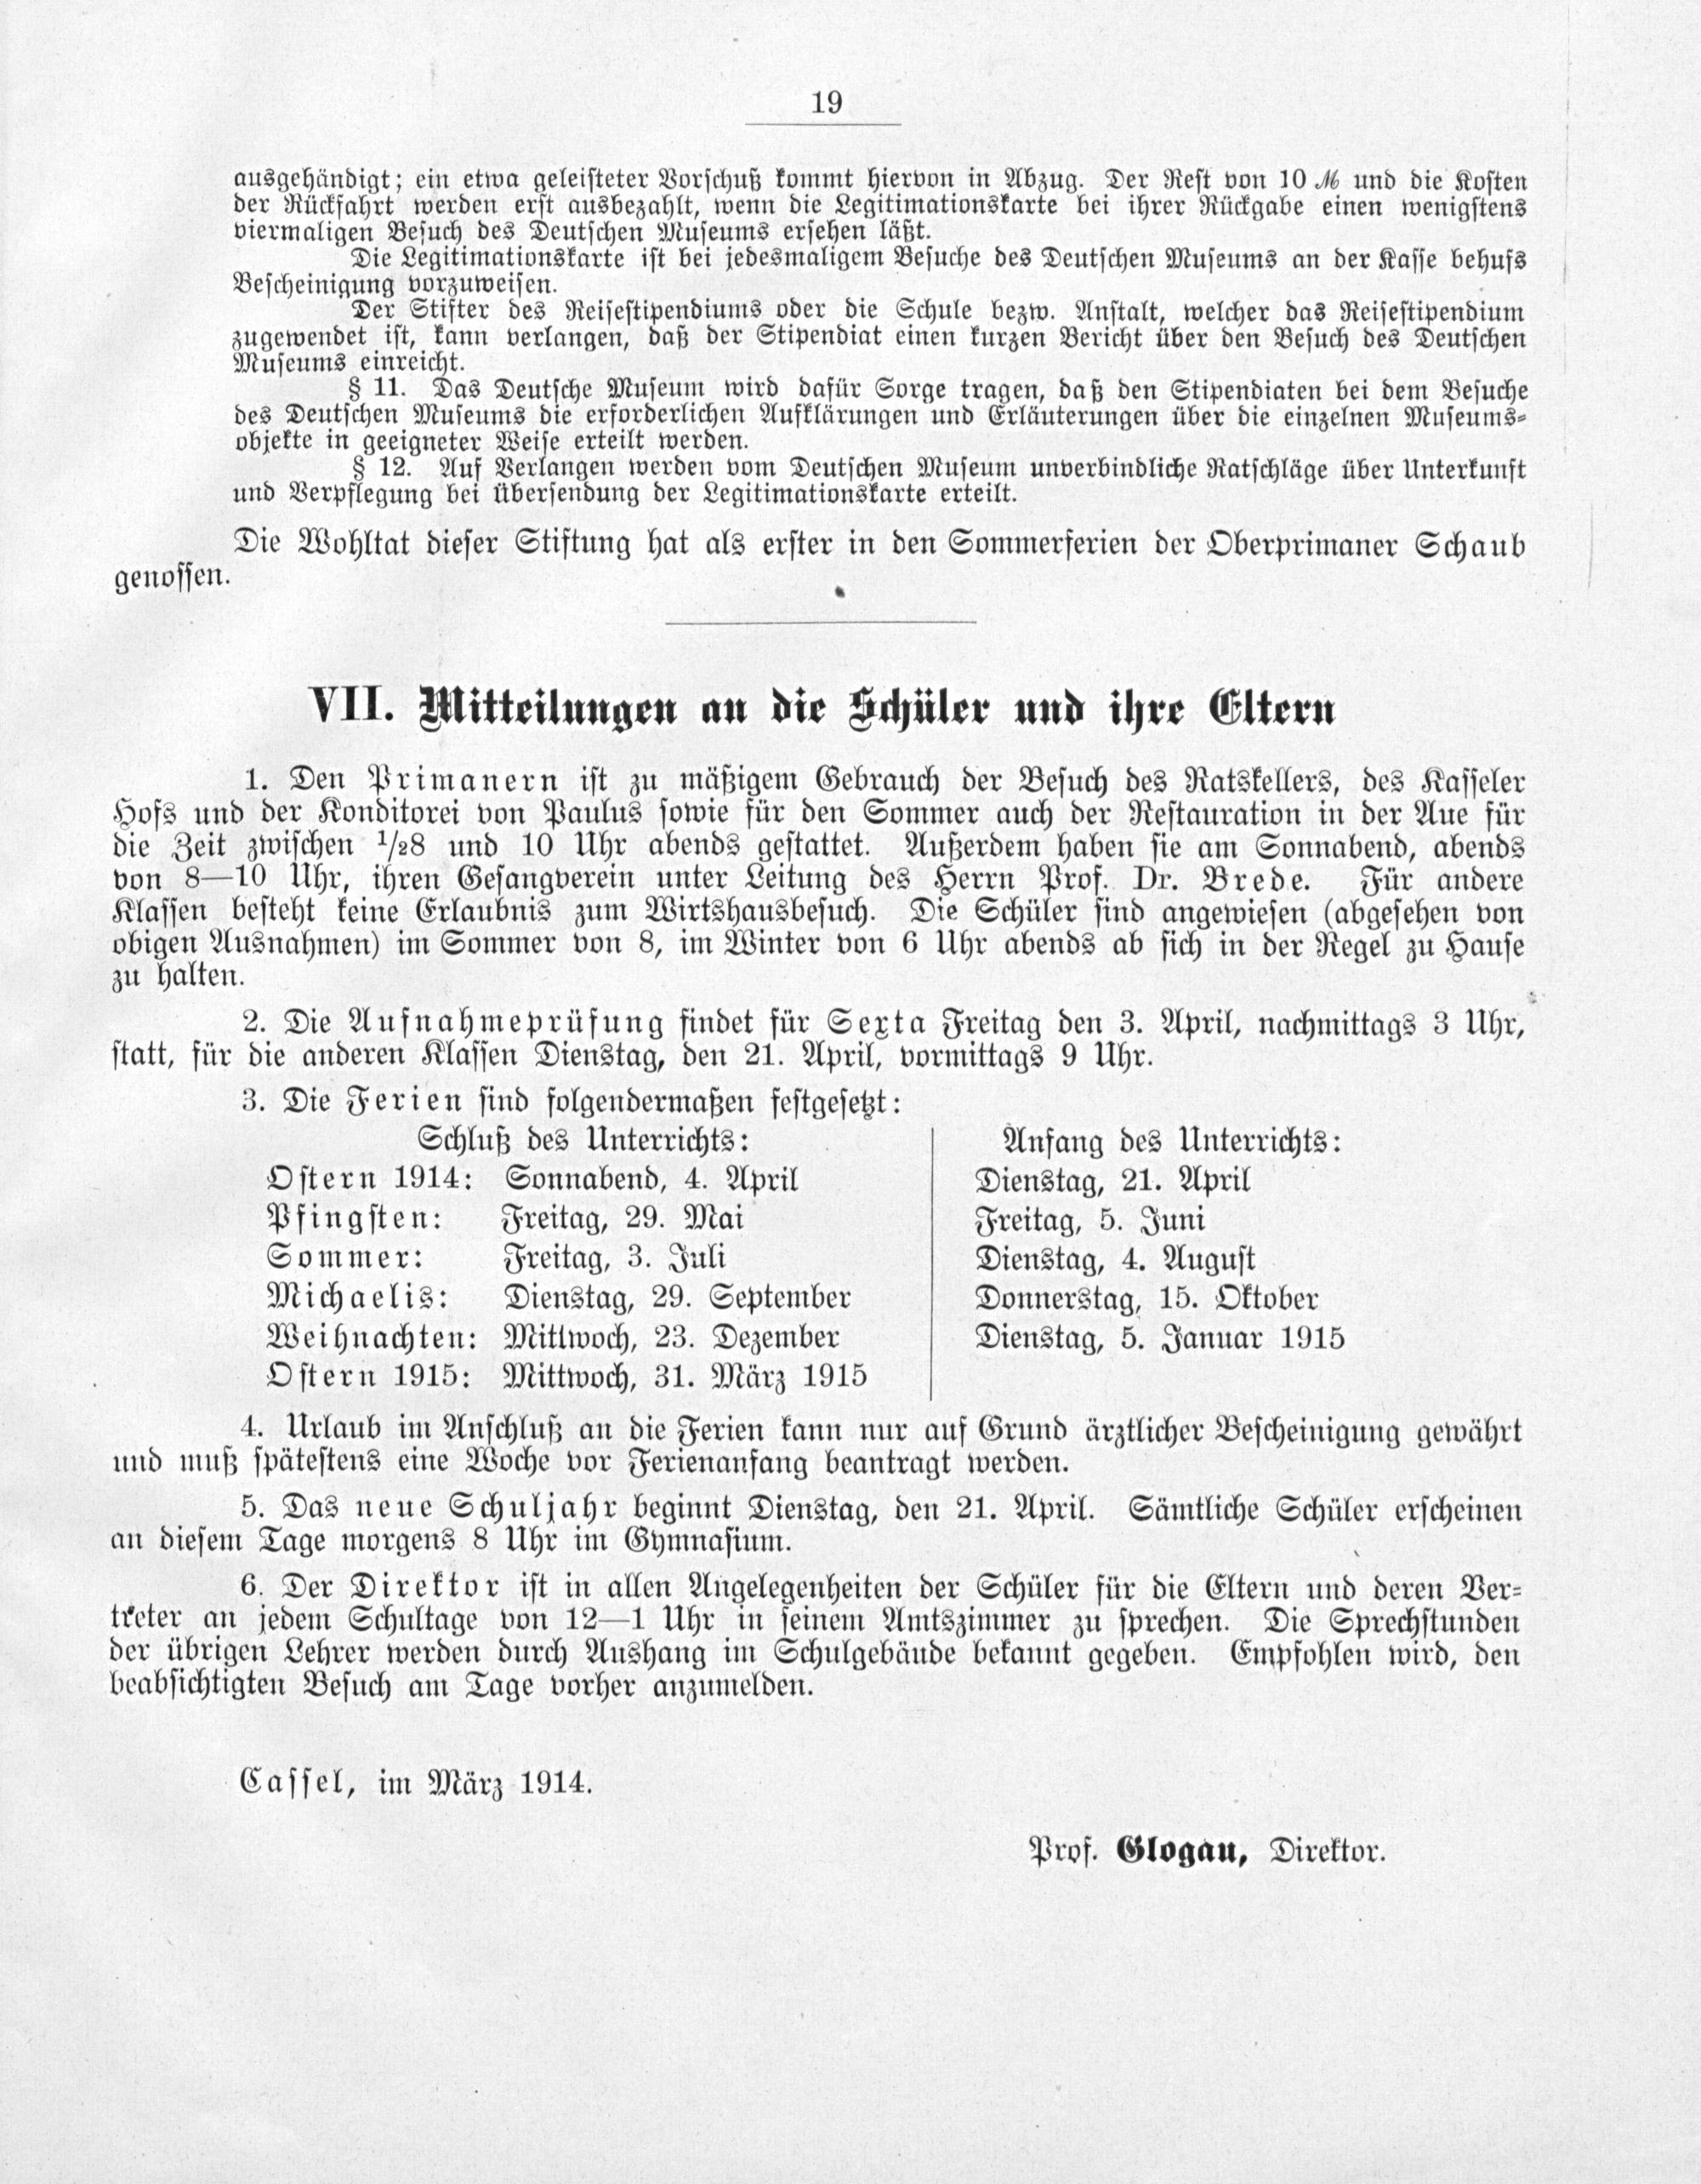 19
ausgehändigt; ein etwa geleisteter Vorschuß kommt hiervon in Abzug. Der Rest von 10 ℳ und die Kosten
der Rückfahrt werden erst ausbezahlt, wenn die Legitimationskarte bei ihrer Rückgabe einen wenigstens
viermaligen Besuch des Deutschen Museums ersehen läßt.
Die Legitimationskarte ist bei jedesmaligem Besuche des Deutschen Museums an der Kasse behufs
Bescheinigung vorzuweisen.
Der Stifter des Reisestipendiums oder die Schule bezw. Anstalt, welcher das Reisestipendium
zugewendet ist, kann verlangen, daß der Stipendiat einen kurzen Bericht über den Besuch des Deutschen
Museums einreicht.
§ 11. Das Deutsche Museum wird dafür Sorge tragen, daß den Stipendiaten bei dem Besuche
des Deutschen Museums die erforderlichen Aufklärungen und Erläuterungen über die einzelnen Museums-
objekte in geeigneter Weise erteilt werden.
§ 12. Auf Verlangen werden vom Deutschen Museum unverbindliche Ratschläge über Unterkunft
und Verpflegung bei Übersendung der Legitimationskarte erteilt.
Die Wohltat dieser Stiftung hat als erster in den Sommerferien der Oberprimaner Schaub
genossen.
VII. Mitteilungen an die Schüler und ihre Eltern
1. Den Primanern ist zu mäßigem Gebrauch der Besuch des Ratskellers, des Kasseler
Hofs und der Konditorei von Paulus sowie für den Sommer auch der Restauration in der Aue für
die Zeit zwischen 1/28 und 10 Uhr abends gestattet. Außerdem haben sie am Sonnabend, abends
von 8—10 Uhr, ihren Gesangverein unter Leitung des Herrn Prof. Dr. Brede. Für andere
Klassen besteht keine Erlaubnis zum Wirtshausbesuch. Die Schüler sind angewiesen (abgesehen von
obigen Ausnahmen) im Sommer von 8, im Winter von 6 Uhr abends ab sich in der Regel zu Hause
zu halten.
2. Die Aufnahmeprüfung findet für Sexta Freitag den 3. April, nachmittags 3 Uhr,
statt, für die anderen Klassen Dienstag, den 21. April, vormittags 9 Uhr.
3. Die Ferien sind folgendermaßen festgesetzt:
Schluß des Unterrichts: Anfang des Unterrichts:
Ostern 1914: Sonnabend, 4. April Dienstag, 21. April
Pfingsten: Freitag, 29. Mai Freitag, 5. Juni
Sommer: Freitag, 3. Juli Dienstag, 4. August
Michaelis: Dienstag, 29. September Donnerstag, 15. Oktober
Weihnachten: Mittwoch, 23. Dezember Dienstag, 5. Januar 1915
Ostern 1915: Mittwoch, 31. März 1915
4. Urlaub im Anschluß an die Ferien kann nur auf Grund ärztlicher Bescheinigung gewährt
und muß spätestens eine Woche vor Ferienanfang beantragt werden.
5. Das neue Schuljahr beginnt Dienstag, den 21. April. Sämtliche Schüler erscheinen
an diesem Tage morgens 8 Uhr im Gymnasium.
6. Der Direktor ist in allen Angelegenheiten der Schüler für die Eltern und deren Ver-
treter an jedem Schultage von 12—1 Uhr in seinem Amtszimmer zu sprechen. Die Sprechstunden
der übrigen Lehrer werden durch Aushang im Schulgebäude bekannt gegeben. Empfohlen wird, den
beabsichtigten Besuch am Tage vorher anzumelden.
Cassel, im März 1914.
Prof. Glogau, Direktor.